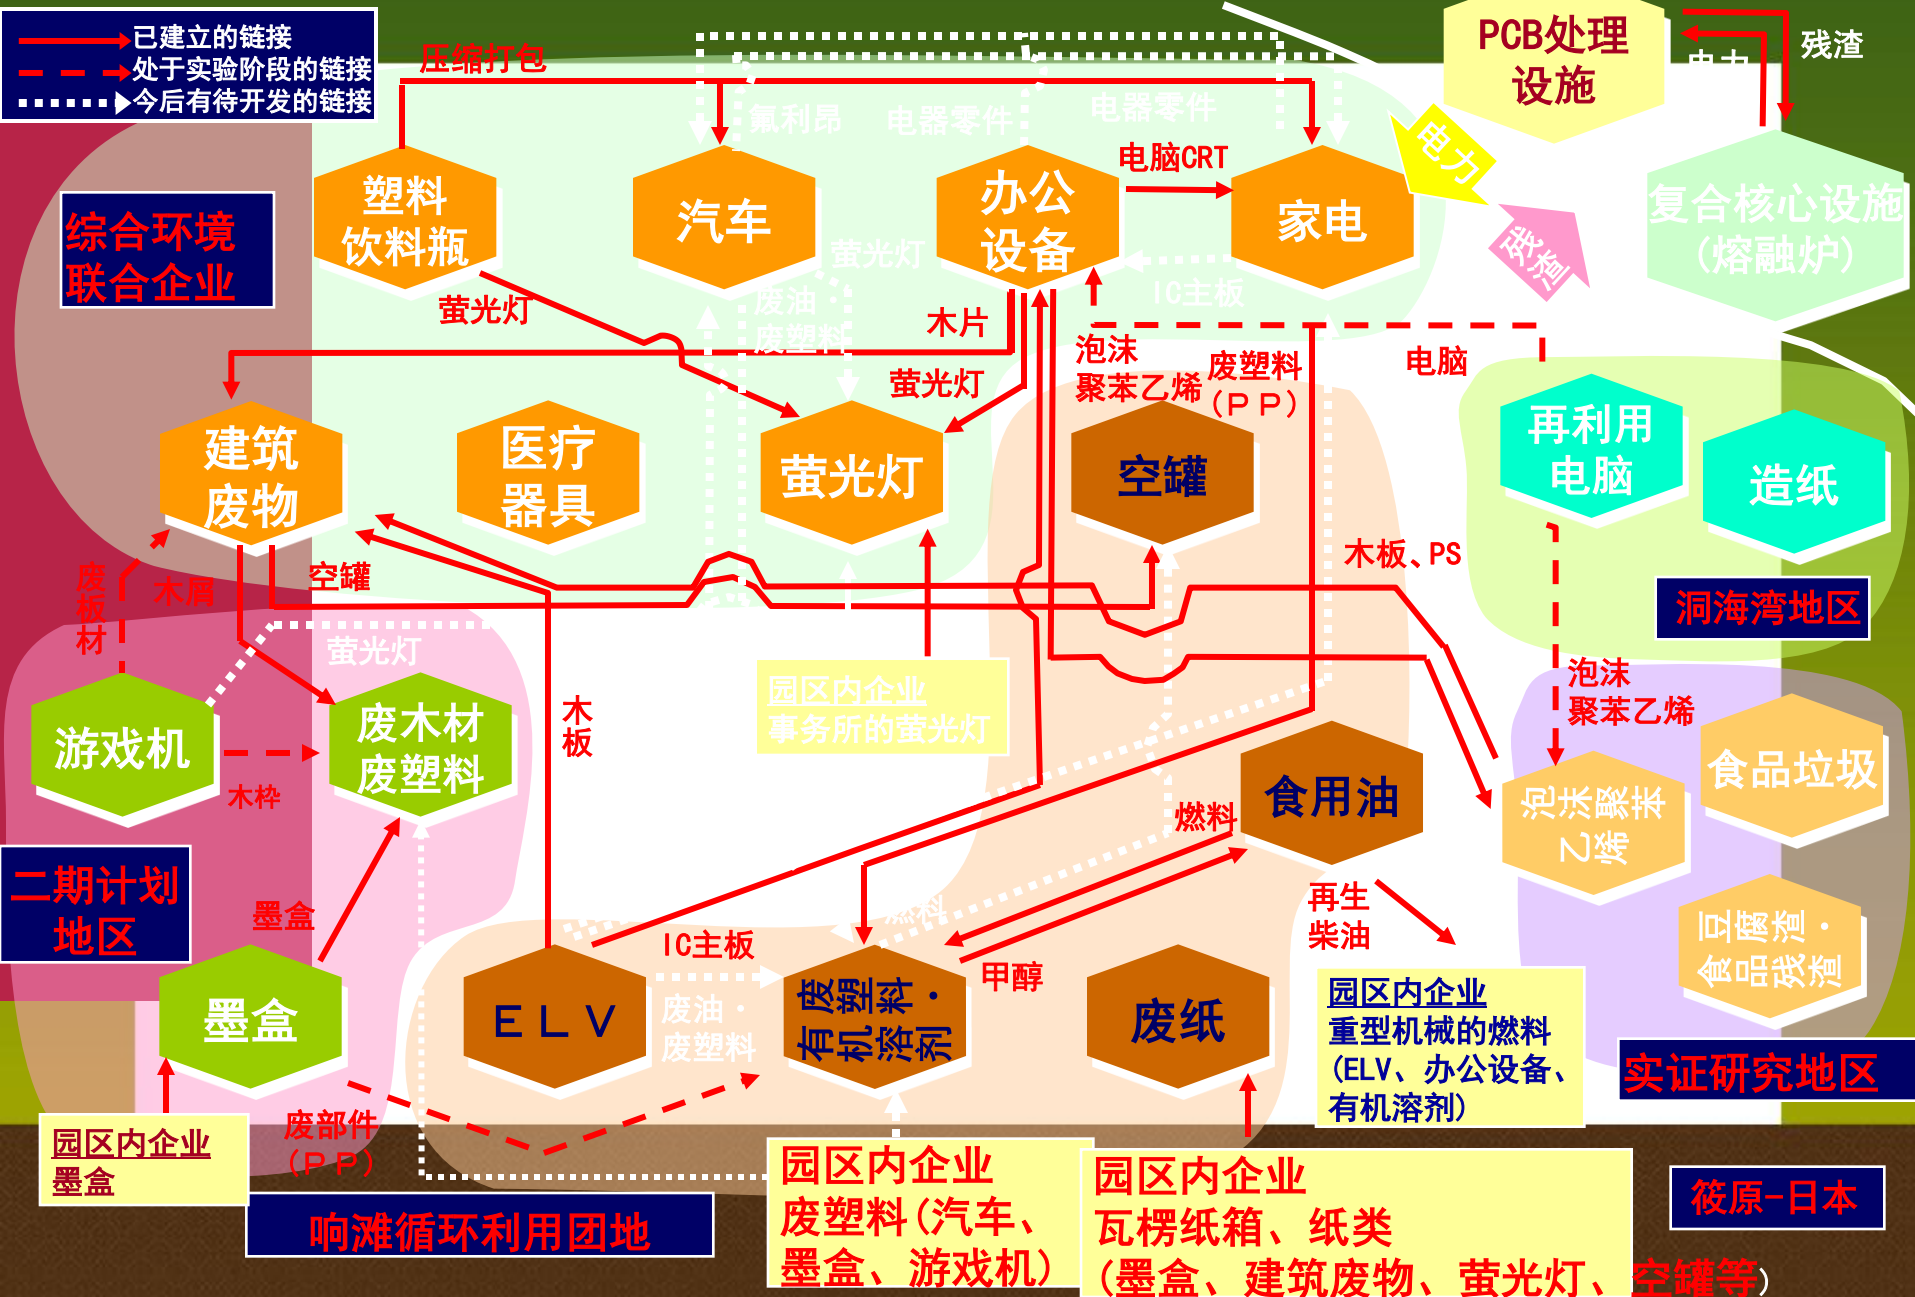 已建立的链接
处于实验阶段的链接
今后有待开发的链接
压缩打包
PCB处理
设施
电力
残渣
氟利昂
电器零件
电器零件
电脑CRT
电力
残渣
复合核心设施
(熔融炉)
综合环境
联合企业
塑料
饮料瓶
汽车
办公
设备
家电
萤光灯
萤光灯
废油·
废塑料
木片
IC主板
萤光灯
泡沫
聚苯乙烯
废塑料
(PP)
电脑
建筑
废物
医疗
器具
萤光灯
空罐
再利用
电脑
造纸
废板材
木屑
空罐
木板、PS
洞海湾地区
萤光灯
木板
园区内企业
事务所的萤光灯
泡沫
聚苯乙烯
游戏机
废木材
废塑料
木枠
食用油
燃料
泡沫聚苯
乙烯
食品垃圾
二期计划
地区
墨盒
燃料
再生
柴油
IC主板
甲醇
豆腐渣·
食品残渣
墨盒
ELV
废油·
废塑料
废塑料·
有机溶剂
废纸
园区内企业
重型机械的燃料
(ELV、办公设备、
有机溶剂)
实证研究地区
园区内企业
墨盒
废部件
(PP)
园区内企业
废塑料(汽车、
墨盒、游戏机)
园区内企业
瓦楞纸箱、纸类
(墨盒、建筑废物、萤光灯、空罐等)
筱原-日本
响滩循环利用团地